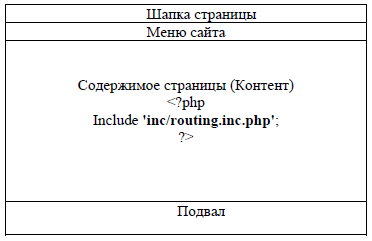 Шапка страницы
Меню сайта
Содержимое страницы (Контент)
<?php
Include 'inc/routing.inc.php';
?>
Подвал